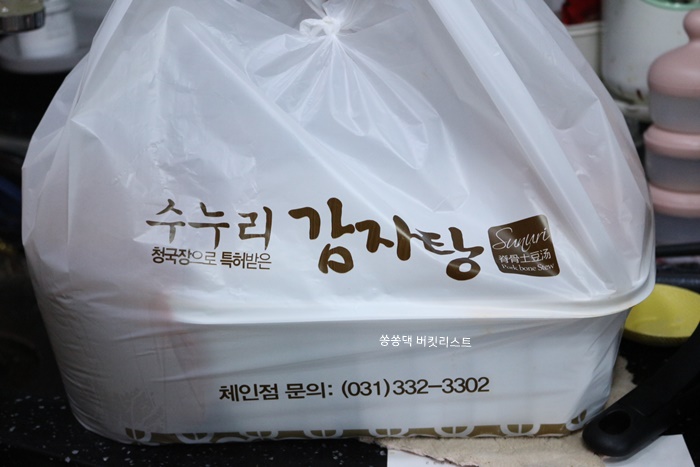 수누리 감자탕
청국장으로 특허받은
Sunuri
脊骨土豆汤
Pork bone Stew
쏭쏭댁 버킷리스트
체인점 문의: (031)332-3302